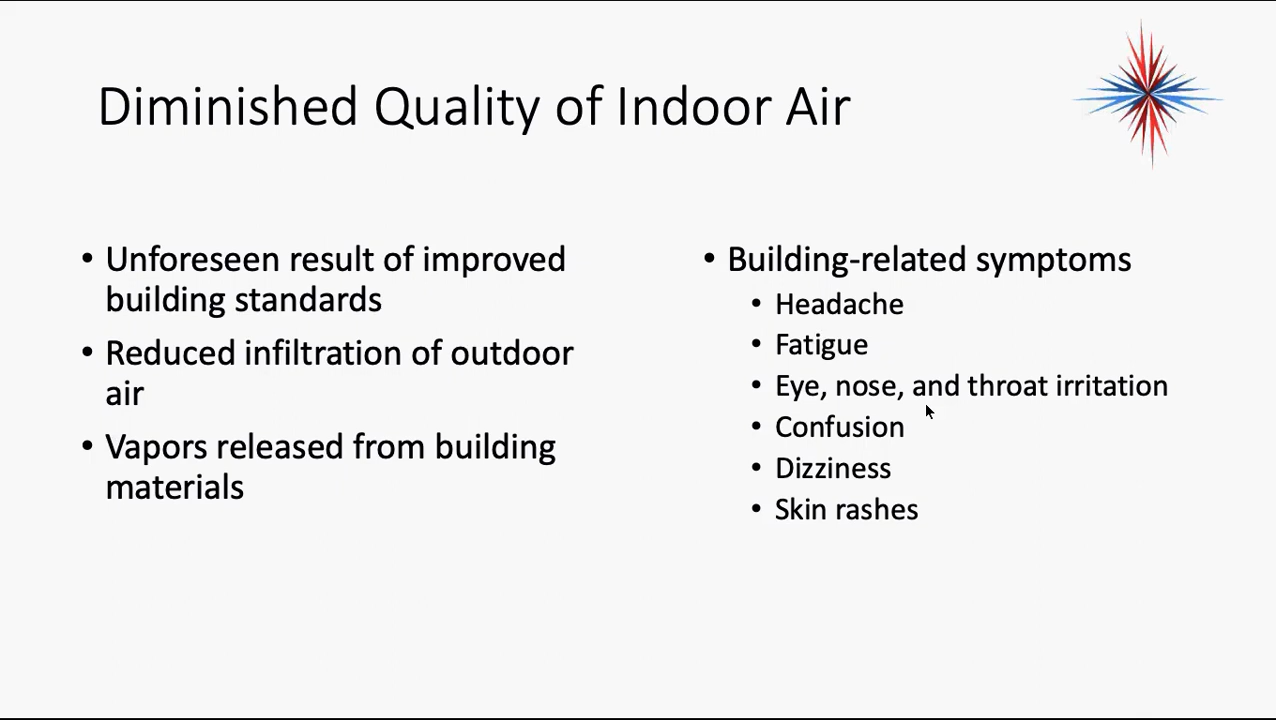 Diminished Quality of Indoor Air
• Unforeseen result of improved
building standards
• Reduced infiltration of outdoor
air
• Vapors released from building
materials
• Building-related symptoms
• Headache
• Fatigue
• Eye, nose, and throat irritation
• Confusion
• Dizziness
• Skin rashes